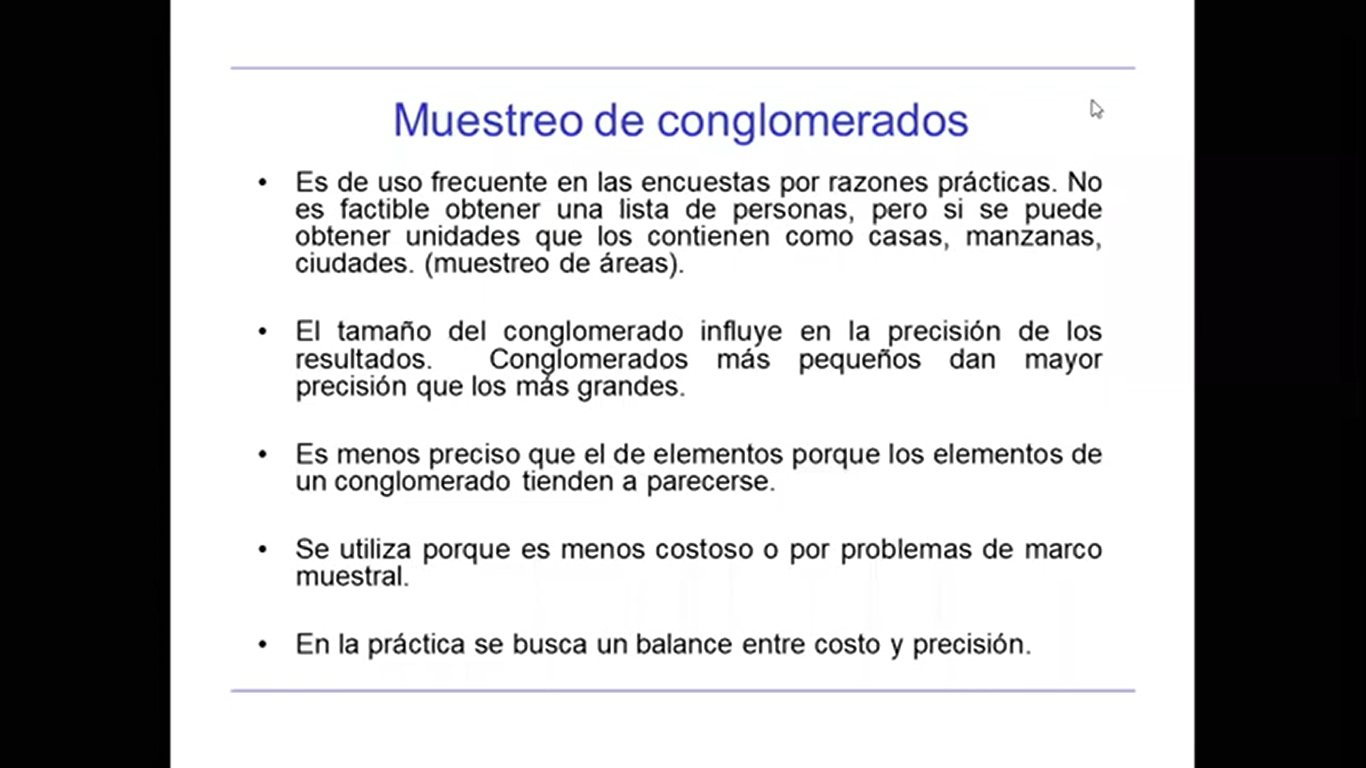 Muestreo de conglomerados
• Es de uso frecuente en las encuestas por razones prácticas. No
es factible obtener una lista de personas, pero si se puede
obtener unidades que los contienen como casas, manzanas,
ciudades. (muestreo de áreas).
• El tamaño del conglomerado influye en la precisión de los
resultados. Conglomerados más pequeños dan mayor
precisión que los más grandes.
• Es menos preciso que el de elementos porque los elementos de
un conglomerado tienden a parecerse.
• Se utiliza porque es menos costoso o por problemas de marco
muestral.
• En la práctica se busca un balance entre costo y precisión.